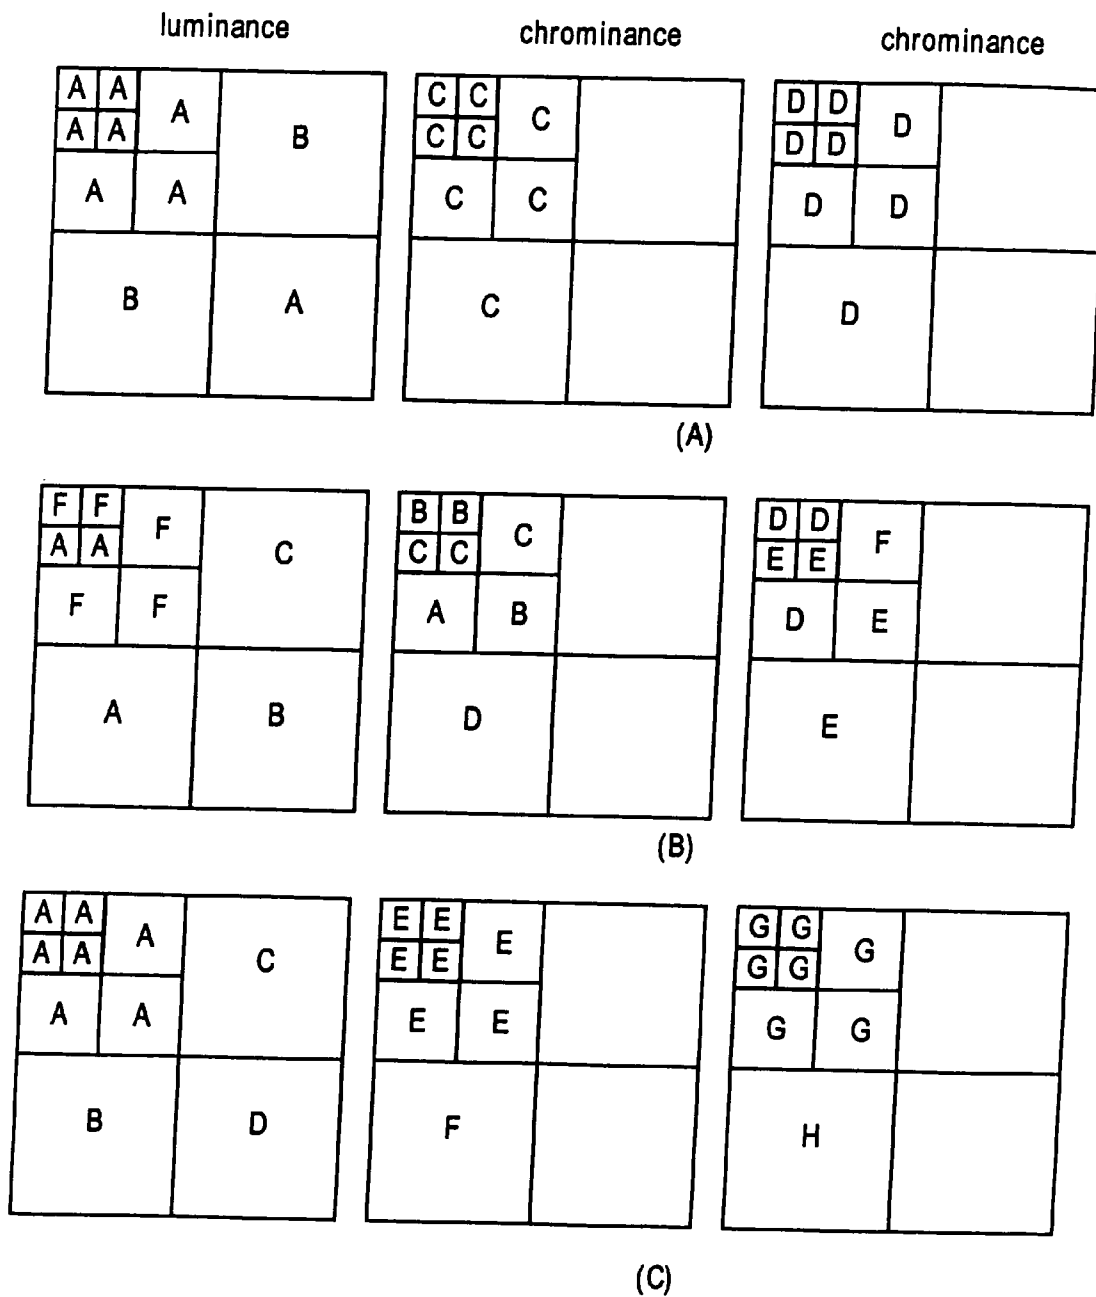 luminance chrominance chrominance
A A A B C C C D D D
A A C C D D
A A C C D D
B A C D
(A)
F F F C B B C D D F
A A C C E E
F F A B D E
A B D E
(B)
A A A C E E E G G G
A A E E G G
A A E E G G
B D F H
(C)